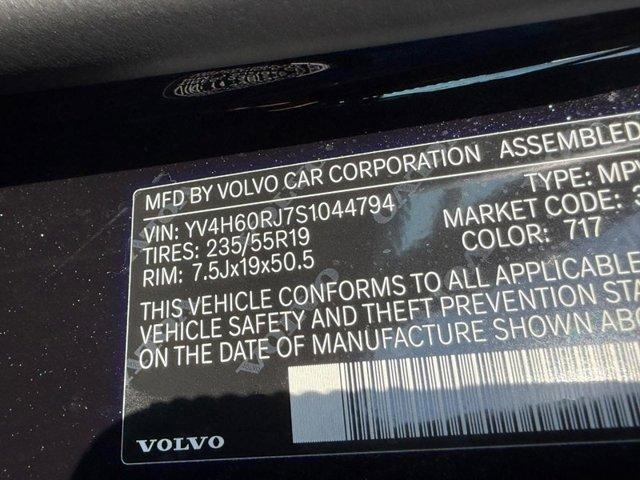 MFD BY VOLVO CAR CORPORATION ASSEMBLED
VIN: YV4H60RJ7S1044794 TYPE: MPV
TIRES: 235/55R19 MARKET CODE:
RIM: 7.5Jx19x50.5 COLOR: 717
THIS VEHICLE CONFORMS TO ALL APPLICABLE
VEHICLE SAFETY AND THEFT PREVENTION STA
ON THE DATE OF MANUFACTURE SHOWN ABO
VOLVO